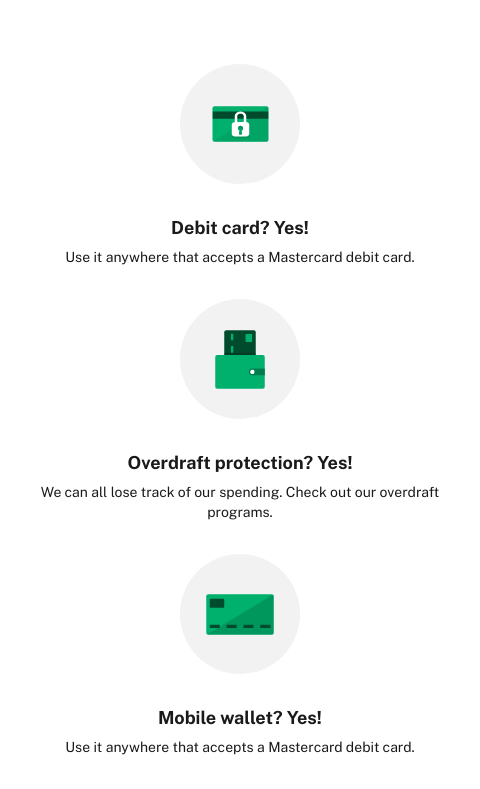 Debit card? Yes!
Use it anywhere that accepts a Mastercard debit card.
Overdraft protection? Yes!
We can all lose track of our spending. Check out our overdraft
programs.
Mobile wallet? Yes!
Use it anywhere that accepts a Mastercard debit card.